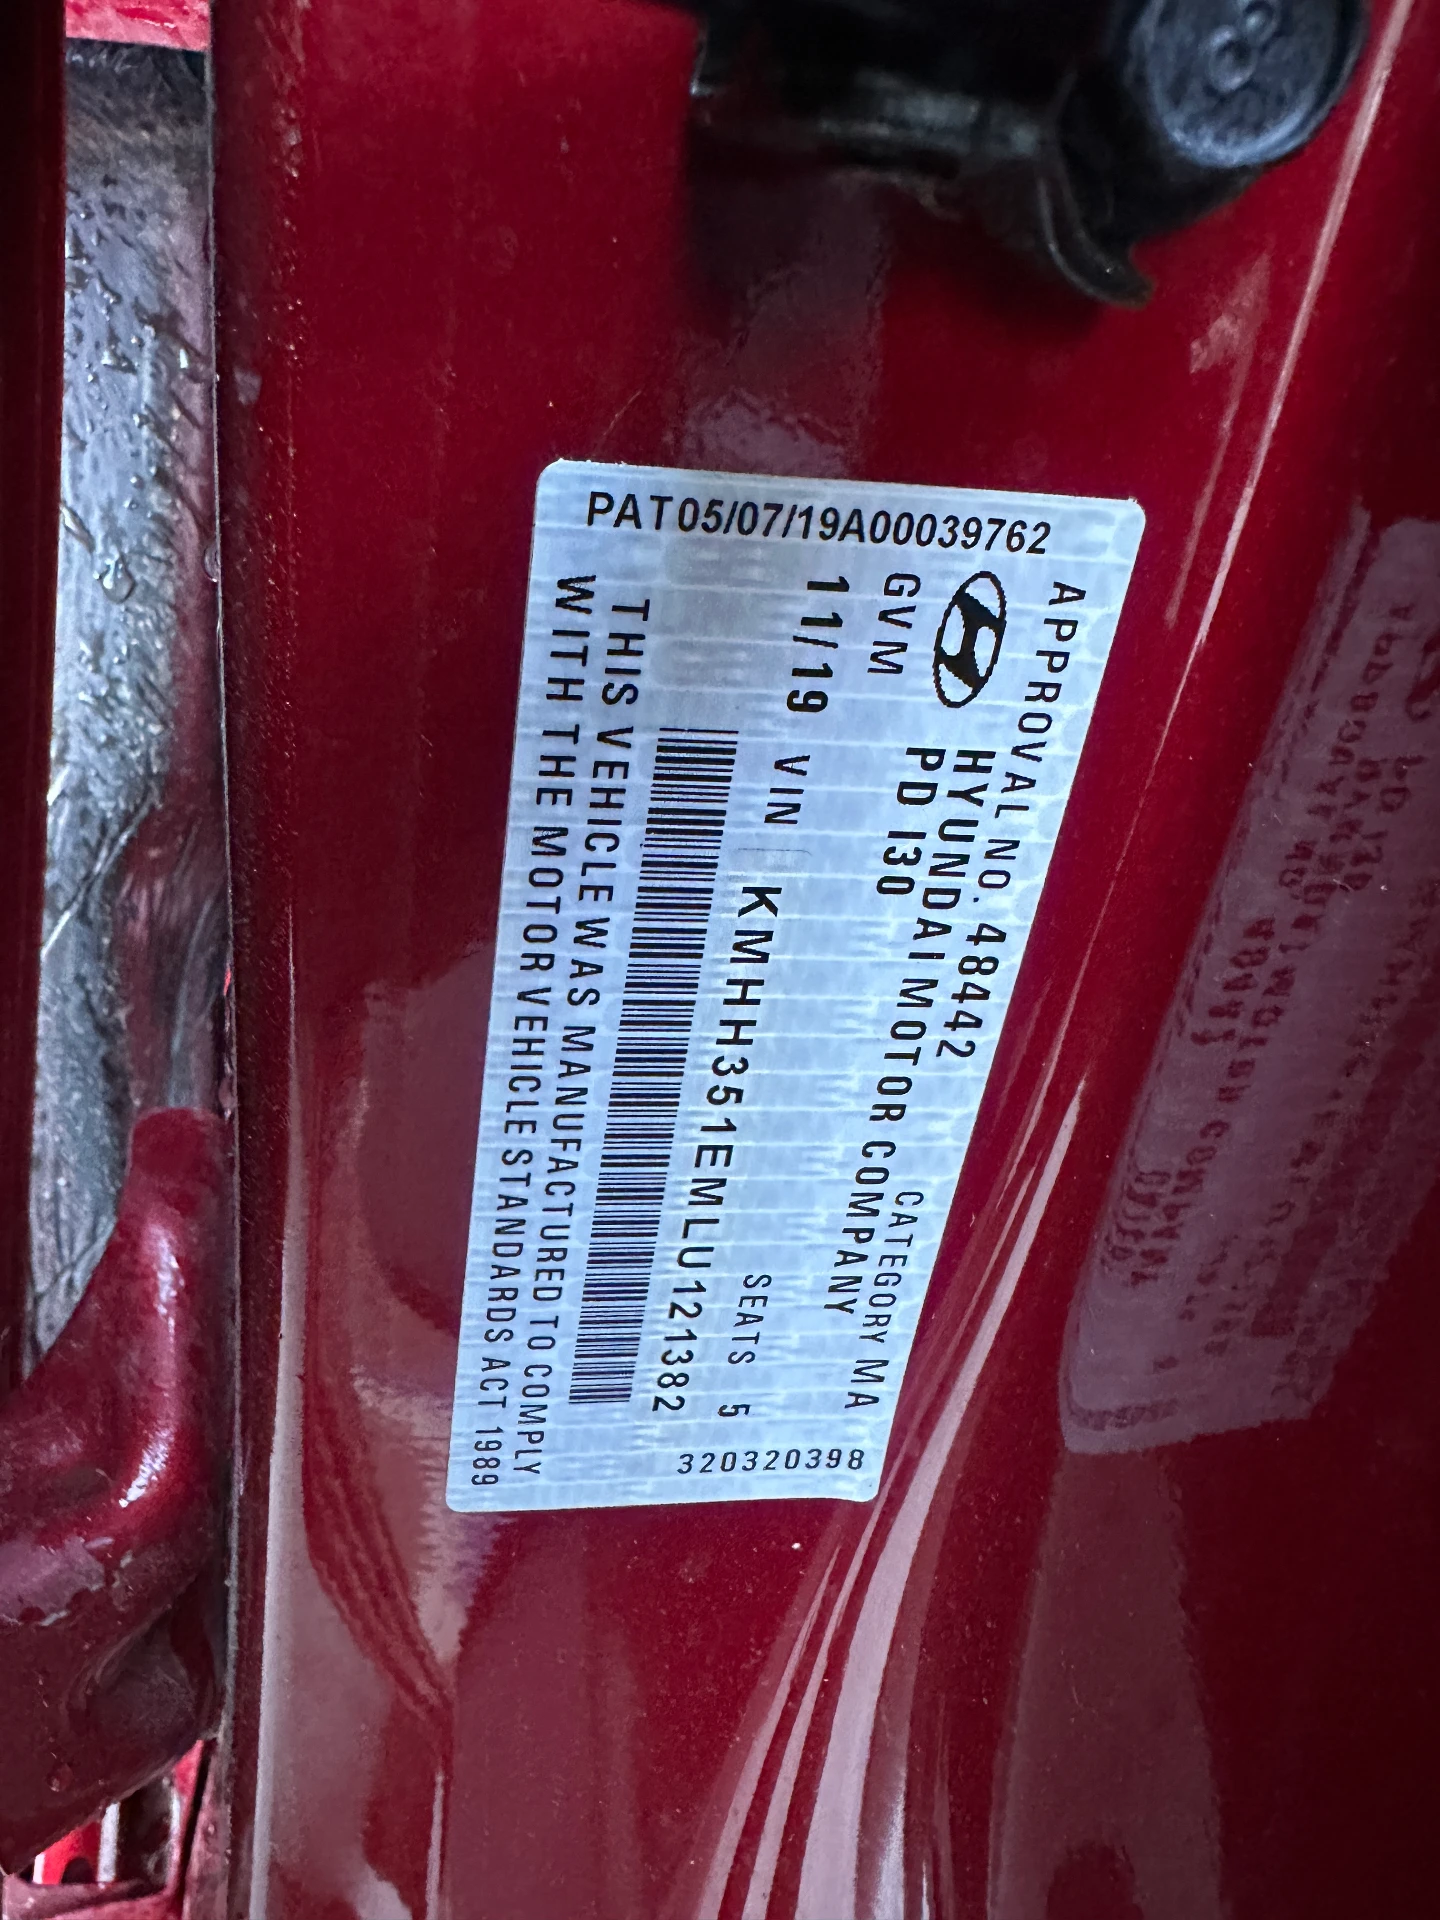 PAT05/07/19A00039762
APPROVAL NO. 48442 CATEGORY MA
HYUNDAI MOTOR COMPANY
PD I30
GVM SEATS 5
11/19 VIN KMHH351EMLU121382
THIS VEHICLE WAS MANUFACTURED TO COMPLY
WITH THE MOTOR VEHICLE STANDARDS ACT 1989
320320398